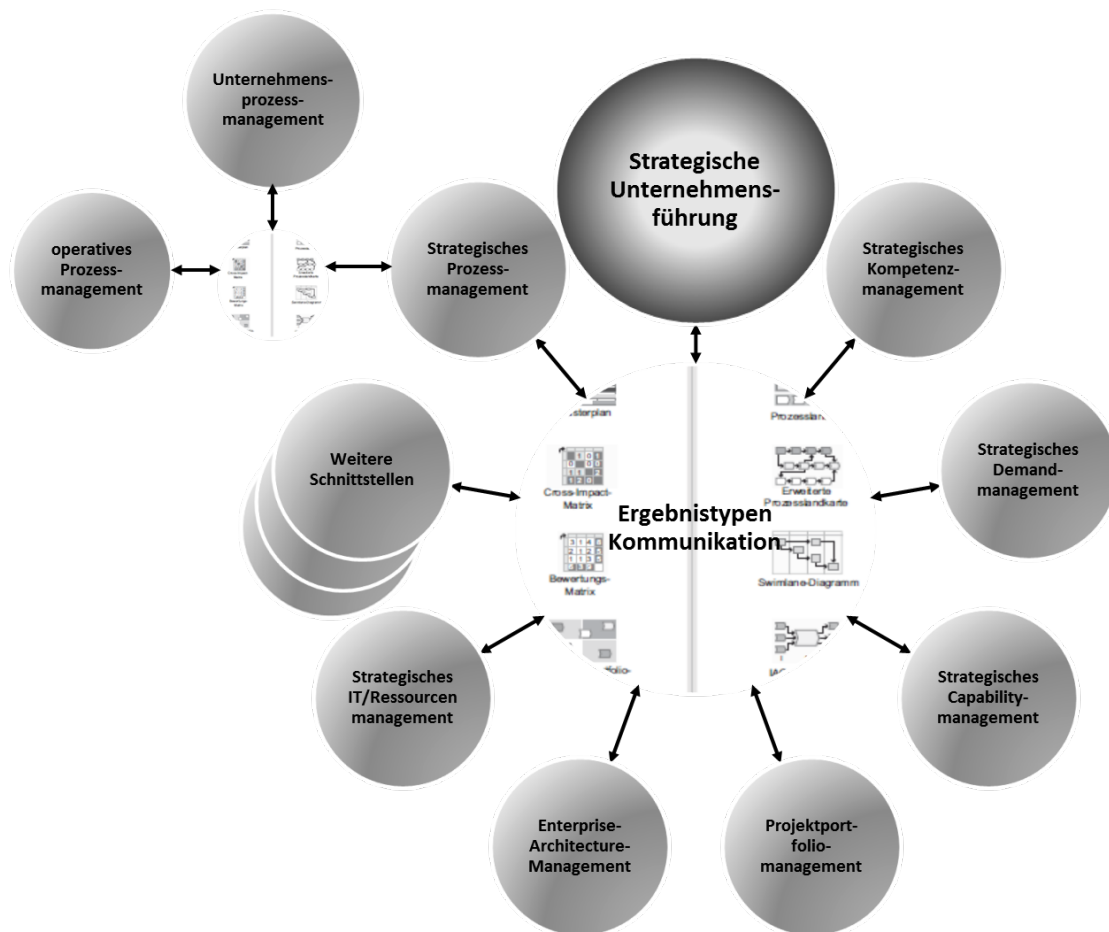 Unternehmens-
prozess-
management
Strategische
Unternehmens-
führung
operatives
Prozess-
management
Strategisches
Prozess-
management
Strategisches
Kompetenz-
management
Weitere
Schnittstellen
Strategisches
Demand-
management
Cross-Impact-
Matrix
Erweiterte
Prozesslandkarte
Ergebnistypen
Kommunikation
Bewertungs-
Matrix
Swimlane-Diagramm
Strategisches
IT/Ressourcen
management
Strategisches
Capability-
management
Enterprise-
Architecture-
Management
Projektport-
folio-
management